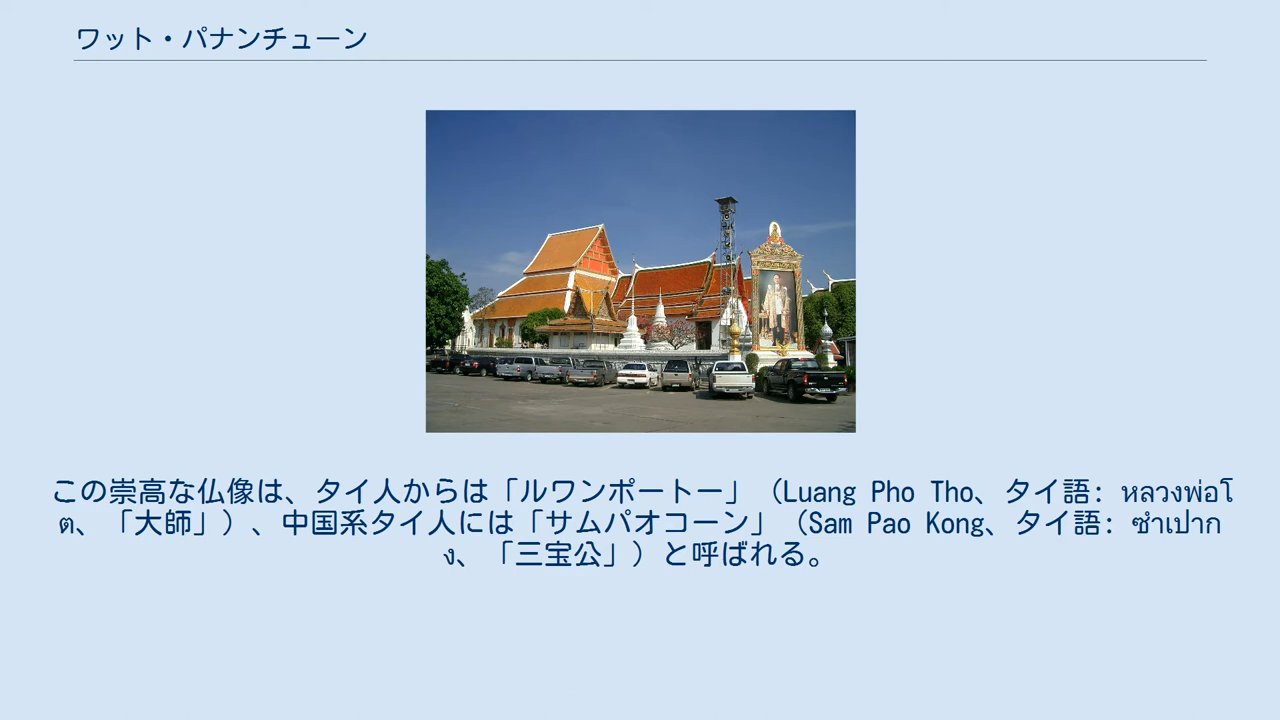 ワット・パナンチューン
この崇高な仏像は、タイ人からは「ルワンポートー」（Luang Pho Tho、タイ語: หลวงพ่อโ
ต、「大師」）、中国系タイ人には「サムパオコーン」（Sam Pao Kong、タイ語: ซำเปาก
ง、「三宝公」）と呼ばれる。